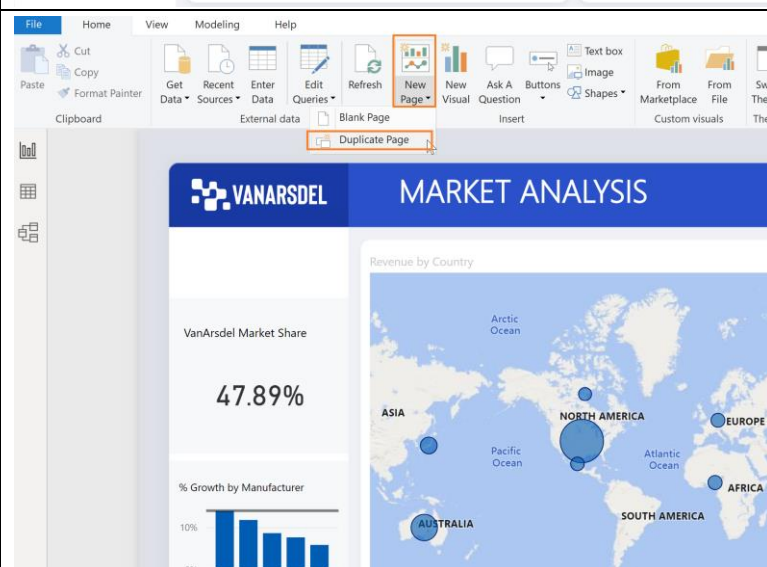 File Home View Modeling Help
Paste
Cut
Copy
Format Painter
Clipboard
Get Data
Recent Sources
Enter Data
External data
Edit Queries
Refresh
New Page
New Visual
Ask A Question
Buttons
Text box
Image
Shapes
Insert
From Marketplace
From File
Custom visuals
Blank Page
Duplicate Page
VANARSDEL
MARKET ANALYSIS
Revenue by Country
VanArsdel Market Share
47.89%
% Growth by Manufacturer
10%
Arctic
Ocean
ASIA
NORTH AMERICA
EUROPE
Pacific
Ocean
Atlantic
Ocean
AFRICA
AUSTRALIA
SOUTH AMERICA